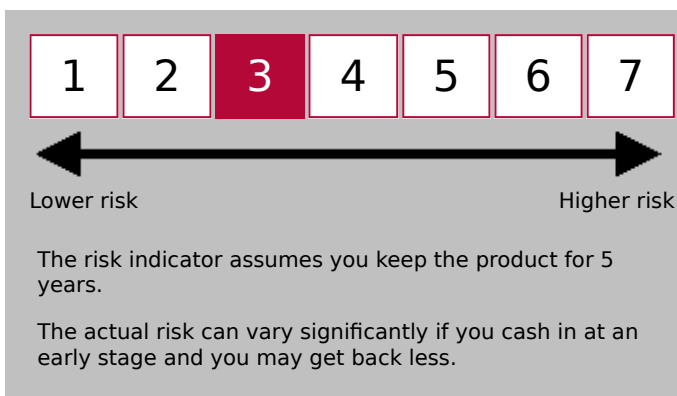 1 2 3 4 5 6 7
Lower risk Higher risk
The risk indicator assumes you keep the product for 5
years.
The actual risk can vary significantly if you cash in at an
early stage and you may get back less.